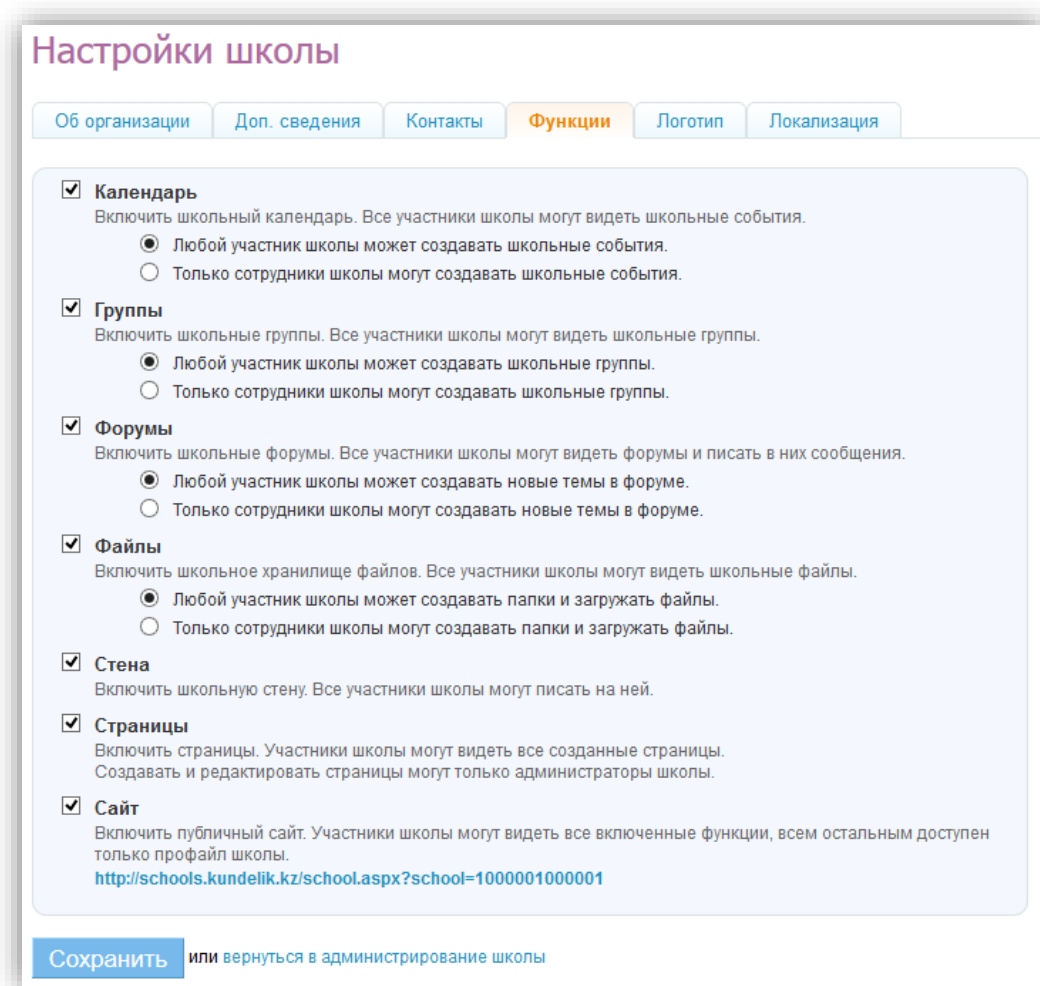 Настройки школы
Об организации Доп. сведения Контакты Функции Логотип Локализация
Календарь
Включить школьный календарь. Все участники школы могут видеть школьные события.
Любой участник школы может создавать школьные события.
Только сотрудники школы могут создавать школьные события.
Группы
Включить школьные группы. Все участники школы могут видеть школьные группы.
Любой участник школы может создавать школьные группы.
Только сотрудники школы могут создавать школьные группы.
Форумы
Включить школьные форумы. Все участники школы могут видеть форумы и писать в них сообщения.
Любой участник школы может создавать новые темы в форуме.
Только сотрудники школы могут создавать новые темы в форуме.
Файлы
Включить школьное хранилище файлов. Все участники школы могут видеть школьные файлы.
Любой участник школы может создавать папки и загружать файлы.
Только сотрудники школы могут создавать папки и загружать файлы.
Стена
Включить школьную стену. Все участники школы могут писать на ней.
Страницы
Включить страницы. Участники школы могут видеть все созданные страницы.
Создавать и редактировать страницы могут только администраторы школы.
Сайт
Включить публичный сайт. Участники школы могут видеть все включенные функции, всем остальным доступен
только профайл школы.
http://schools.kundelik.kz/school.aspx?school=1000001000001
Сохранить или вернуться в администрирование школы